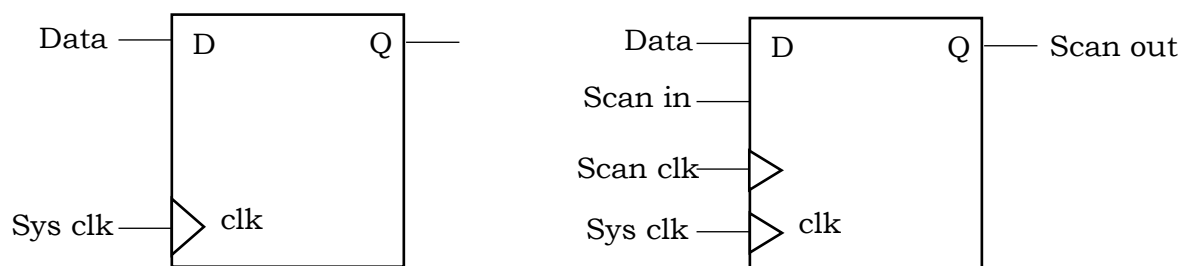 Data
D
Q
Sys clk
clk
Data
D
Q
Scan out
Scan in
Scan clk
Sys clk
clk